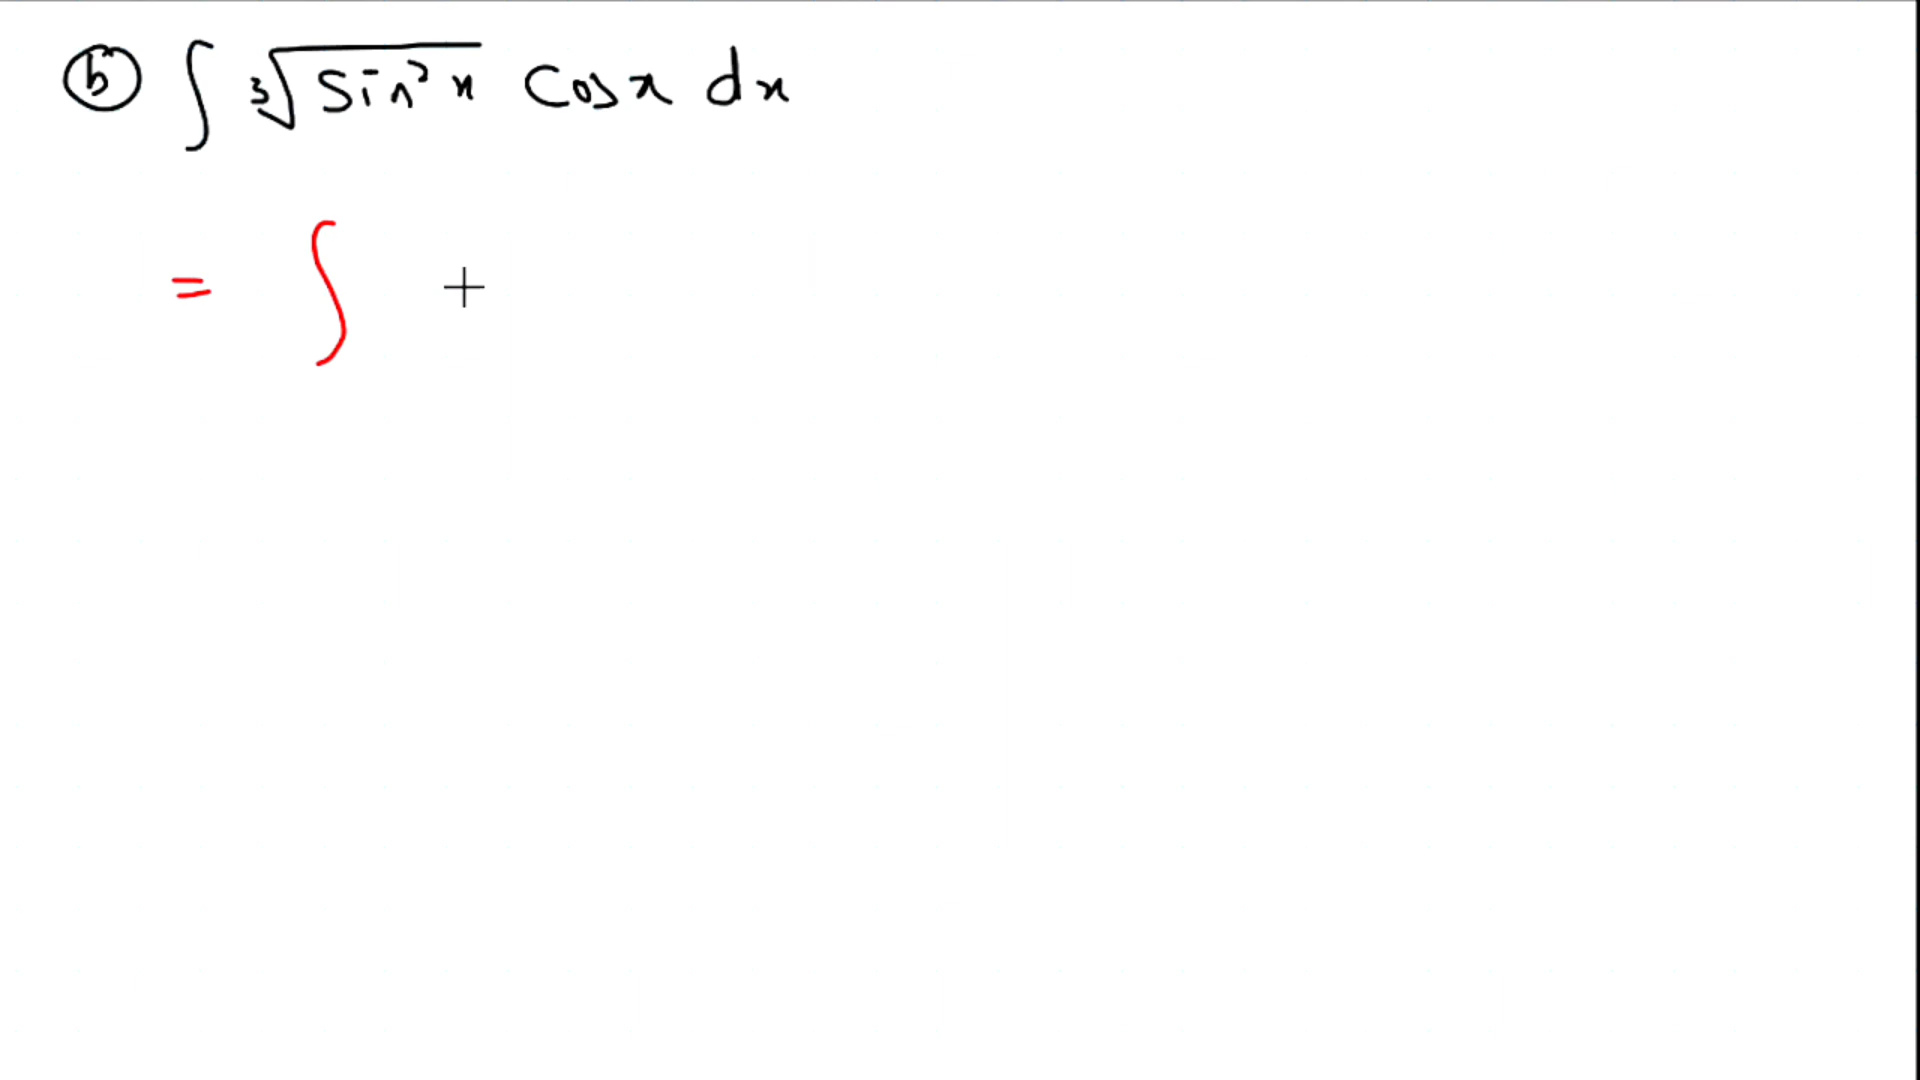 ⓑ ∫ ∛(sin²x) cosx dx
= ∫